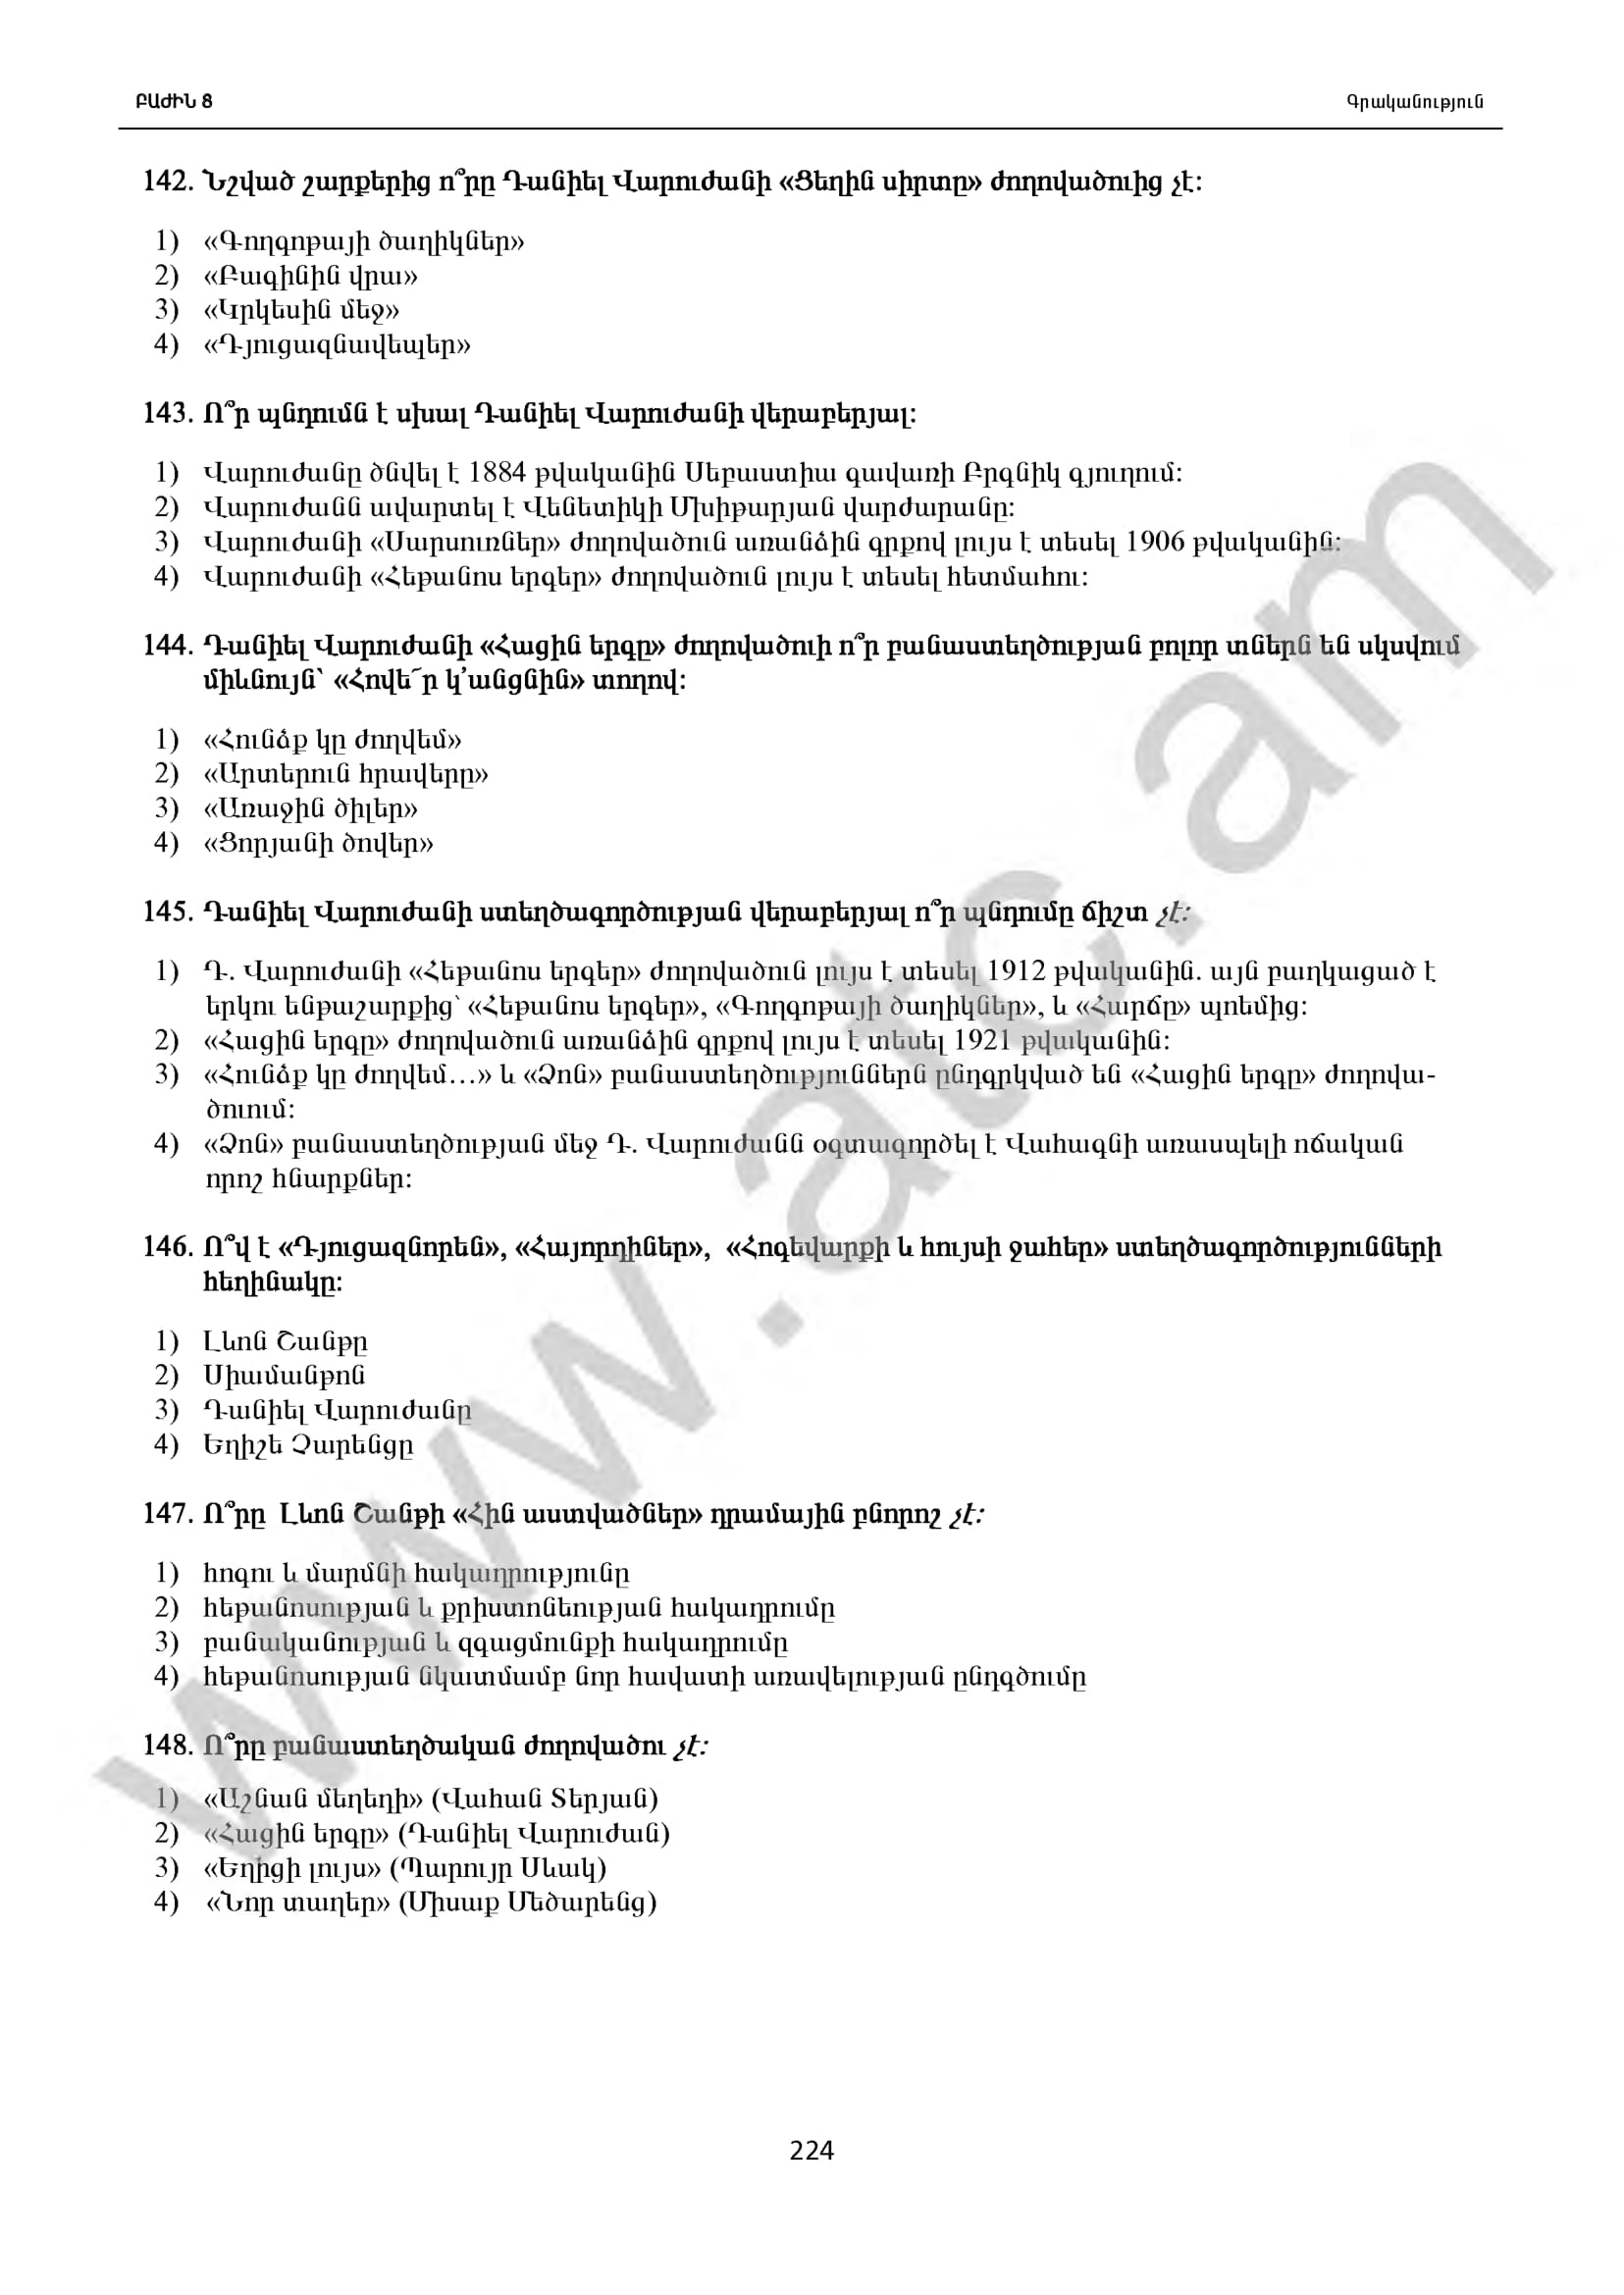 ԲԱԺԻՆ 8 Գրականություն
142. Նշված շարքերից ո՞րը Դանիել Վարուժանի «Ցեղին սիրտը» ժողովածուից չէ:
1) «Գողգոթայի ծաղիկներ»
2) «Բագինին վրա»
3) «Կրկեսին մեջ»
4) «Դյուցազնավեպեր»
143. Ո՞ր պնդումն է սխալ Դանիել Վարուժանի վերաբերյալ:
1) Վարուժանը ծնվել է 1884 թվականին Սեբաստիա գավառի Բրգնիկ գյուղում:
2) Վարուժանն ավարտել է Վենետիկի Մխիթարյան վարժարանը:
3) Վարուժանի «Սարսուռներ» ժողովածուն առանձին գրքով լույս է տեսել 1906 թվականին:
4) Վարուժանի «Հեթանոս երգեր» ժողովածուն լույս է տեսել հետմահու:
144. Դանիել Վարուժանի «Հացին երգը» ժողովածուի ո՞ր բանաստեղծության բոլոր տներն են սկսվում
միևնույն՝ «Հովե՜ր կ’անցնին» տողով:
1) «Հունձք կը ժողվեմ»
2) «Արտերուն հրավերը»
3) «Առաջին ծիլեր»
4) «Ցորյանի ծովեր»
145. Դանիել Վարուժանի ստեղծագործության վերաբերյալ ո՞ր պնդումը ճիշտ չէ:
1) Դ. Վարուժանի «Հեթանոս երգեր» ժողովածուն լույս է տեսել 1912 թվականին. այն բաղկացած է
երկու ենթաշարքից՝ «Հեթանոս երգեր», «Գողգոթայի ծաղիկներ», և «Հարճը» պոեմից:
2) «Հացին երգը» ժողովածուն առանձին գրքով լույս է տեսել 1921 թվականին:
3) «Հունձք կը ժողվեմ…» և «Ձոն» բանաստեղծություններն ընդգրկված են «Հացին երգը» ժողովա-
ծուում:
4) «Ձոն» բանաստեղծության մեջ Դ. Վարուժանն օգտագործել է Վահագնի առասպելի ոճական
որոշ հնարքներ:
146. Ո՞վ է «Դյուցազնորեն», «Հայորդիներ», «Հոգեվարքի և հույսի ջահեր» ստեղծագործությունների
հեղինակը:
1) Լևոն Շանթը
2) Սիամանթոն
3) Դանիել Վարուժանը
4) Եղիշե Չարենցը
147. Ո՞րը Լևոն Շանթի «Հին աստվածներ» դրամային բնորոշ չէ:
1) հոգու և մարմնի հակադրությունը
2) հեթանոսության և քրիստոնեության հակադրումը
3) բանականության և զգացմունքի հակադրումը
4) հեթանոսության նկատմամբ նոր հավատի առավելության ընդգծումը
148. Ո՞րը բանաստեղծական ժողովածու չէ:
1) «Աշնան մեղեդի» (Վահան Տերյան)
2) «Հացին երգը» (Դանիել Վարուժան)
3) «Եղիցի լույս» (Պարույր Սևակ)
4) «Նոր տաղեր» (Միսաք Մեծարենց)
www.atc.am
224